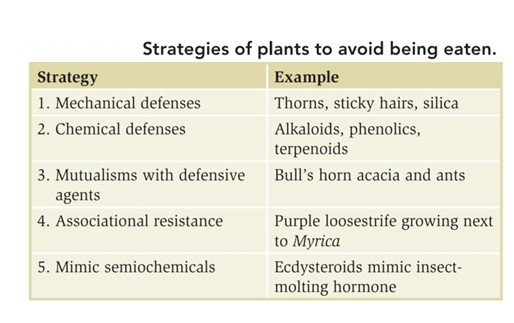 Strategies of plants to avoid being eaten.
Strategy Example
1. Mechanical defenses Thorns, sticky hairs, silica
2. Chemical defenses Alkaloids, phenolics,
terpenoids
3. Mutualisms with defensive Bull's horn acacia and ants
agents
4. Associational resistance Purple loosestrife growing next
to Myrica
5. Mimic semiochemicals Ecdysteroids mimic insect-
molting hormone